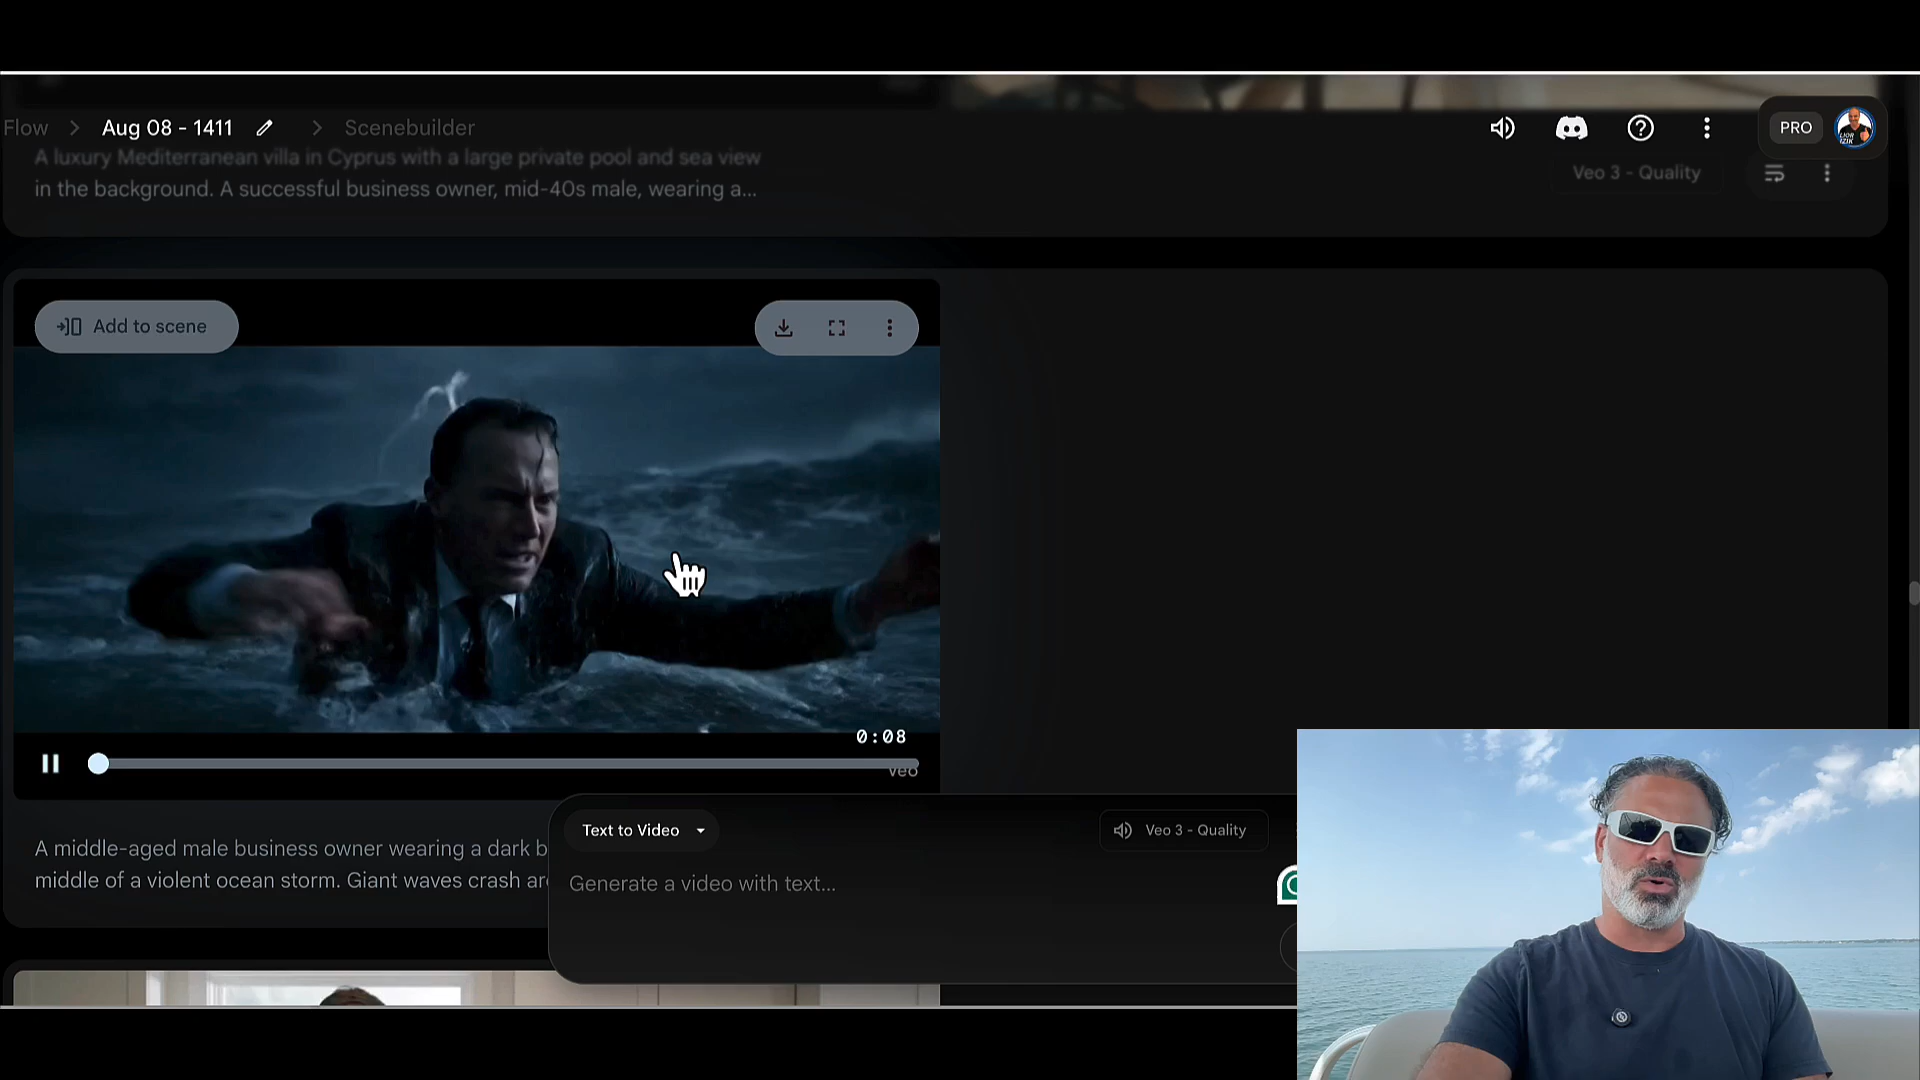 Flow > Aug 08 - 1411 > Scenebuilder
PRO
A luxury Mediterranean villa in Cyprus with a large private pool and sea view
in the background. A successful business owner, mid-40s male, wearing a...
Veo 3 - Quality
Add to scene
0:08
Veo
A middle-aged male business owner wearing a dark b
middle of a violent ocean storm. Giant waves crash
Text to Video
Veo 3 - Quality
Generate a video with text...